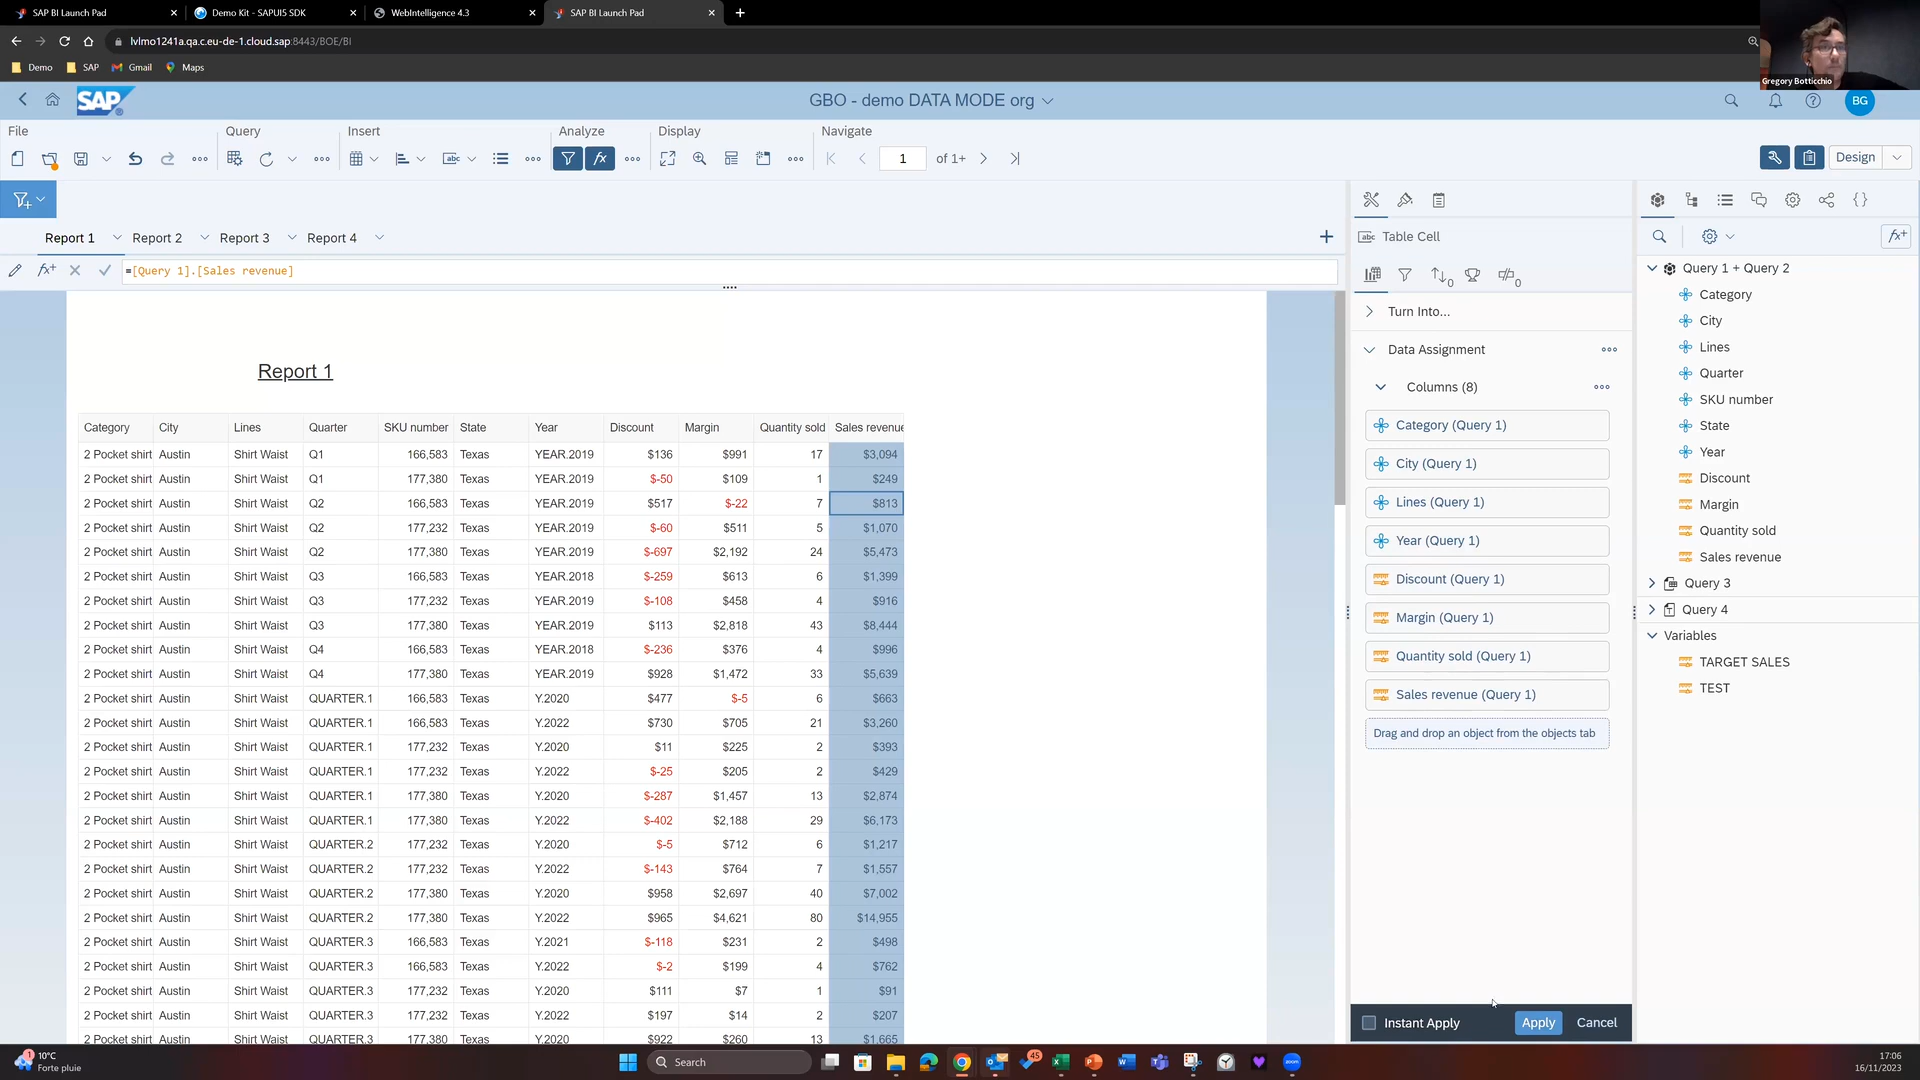 SAP BI Launch Pad
Demo Kit - SAPUI5 SDK
WebIntelligence 4.3
SAP BI Launch Pad
lvlmo1241a.qa.c.eu-de-1.cloud.sap:8443/BOE/BI
Demo
SAP
Gmail
Maps
Gregory Botticchio
SAP
GBO - demo DATA MODE org
BG
File
Query
Insert
Analyze
Display
Navigate
1
of 1+
Design
Report 1
Report 2
Report 3
Report 4
=[Query 1].[Sales revenue]
Report 1
Category City Lines Quarter SKU number State Year Discount Margin Quantity sold Sales revenue
2 Pocket shirt Austin Shirt Waist Q1 166,583 Texas YEAR.2019 $136 $991 17 $3,094
2 Pocket shirt Austin Shirt Waist Q1 177,380 Texas YEAR.2019 $-50 $109 1 $249
2 Pocket shirt Austin Shirt Waist Q2 166,583 Texas YEAR.2019 $517 $-22 7 $813
2 Pocket shirt Austin Shirt Waist Q2 177,232 Texas YEAR.2019 $-60 $511 5 $1,070
2 Pocket shirt Austin Shirt Waist Q2 177,380 Texas YEAR.2019 $-697 $2,192 24 $5,473
2 Pocket shirt Austin Shirt Waist Q3 166,583 Texas YEAR.2018 $-259 $613 6 $1,399
2 Pocket shirt Austin Shirt Waist Q3 177,232 Texas YEAR.2019 $-108 $458 4 $916
2 Pocket shirt Austin Shirt Waist Q3 177,380 Texas YEAR.2019 $113 $2,818 43 $8,444
2 Pocket shirt Austin Shirt Waist Q4 166,583 Texas YEAR.2018 $-236 $376 4 $996
2 Pocket shirt Austin Shirt Waist Q4 177,380 Texas YEAR.2019 $928 $1,472 33 $5,639
2 Pocket shirt Austin Shirt Waist QUARTER.1 166,583 Texas Y.2020 $477 $-5 6 $663
2 Pocket shirt Austin Shirt Waist QUARTER.1 166,583 Texas Y.2022 $730 $705 21 $3,260
2 Pocket shirt Austin Shirt Waist QUARTER.1 177,232 Texas Y.2020 $11 $225 2 $393
2 Pocket shirt Austin Shirt Waist QUARTER.1 177,232 Texas Y.2022 $-25 $205 2 $429
2 Pocket shirt Austin Shirt Waist QUARTER.1 177,380 Texas Y.2020 $-287 $1,457 13 $2,874
2 Pocket shirt Austin Shirt Waist QUARTER.1 177,380 Texas Y.2022 $-402 $2,188 29 $6,173
2 Pocket shirt Austin Shirt Waist QUARTER.2 177,232 Texas Y.2020 $-5 $712 6 $1,217
2 Pocket shirt Austin Shirt Waist QUARTER.2 177,232 Texas Y.2022 $-143 $764 7 $1,557
2 Pocket shirt Austin Shirt Waist QUARTER.2 177,380 Texas Y.2020 $958 $2,697 40 $7,002
2 Pocket shirt Austin Shirt Waist QUARTER.2 177,380 Texas Y.2022 $965 $4,621 80 $14,955
2 Pocket shirt Austin Shirt Waist QUARTER.3 166,583 Texas Y.2021 $-118 $231 2 $498
2 Pocket shirt Austin Shirt Waist QUARTER.3 166,583 Texas Y.2022 $-2 $199 4 $762
2 Pocket shirt Austin Shirt Waist QUARTER.3 177,232 Texas Y.2020 $111 $7 1 $91
2 Pocket shirt Austin Shirt Waist QUARTER.3 177,232 Texas Y.2022 $197 $14 2 $207
2 Pocket shirt Austin Shirt Waist QUARTER.3 177,380 Texas Y.2020 $922 $260 13 $1,665
abc Table Cell
0
0
Turn Into...
Data Assignment
Columns (8)
Category (Query 1)
City (Query 1)
Lines (Query 1)
Year (Query 1)
Discount (Query 1)
Margin (Query 1)
Quantity sold (Query 1)
Sales revenue (Query 1)
Drag and drop an object from the objects tab
Instant Apply
Apply
Cancel
Query 1 + Query 2
Category
City
Lines
Quarter
SKU number
State
Year
Discount
Margin
Quantity sold
Sales revenue
Query 3
Query 4
Variables
TARGET SALES
TEST
1
10°C
Forte pluie
Search
45
17:06
16/11/2023